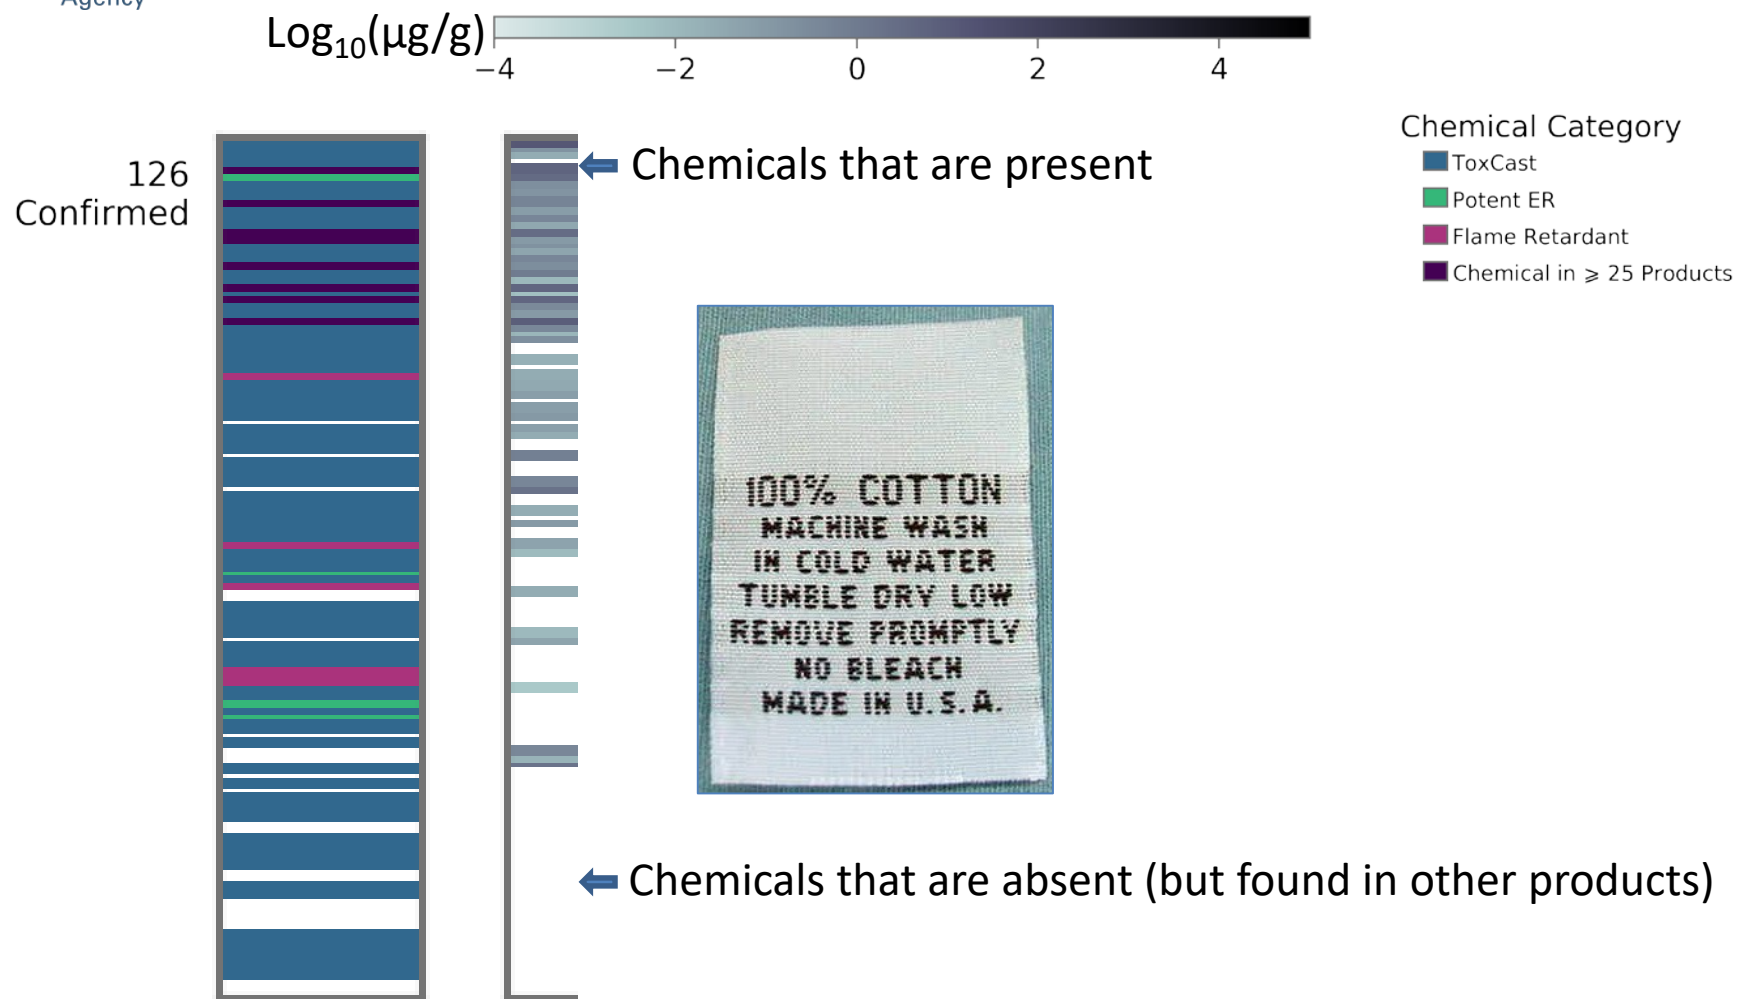 Agency
Log₁₀(µg/g)
−4 −2 0 2 4
Chemical Category
ToxCast
Potent ER
Flame Retardant
Chemical in ⩾ 25 Products
126
Confirmed
Chemicals that are present
100% COTTON
MACHINE WASH
IN COLD WATER
TUMBLE DRY LOW
REMOVE PROMPTLY
NO BLEACH
MADE IN U.S.A.
Chemicals that are absent (but found in other products)